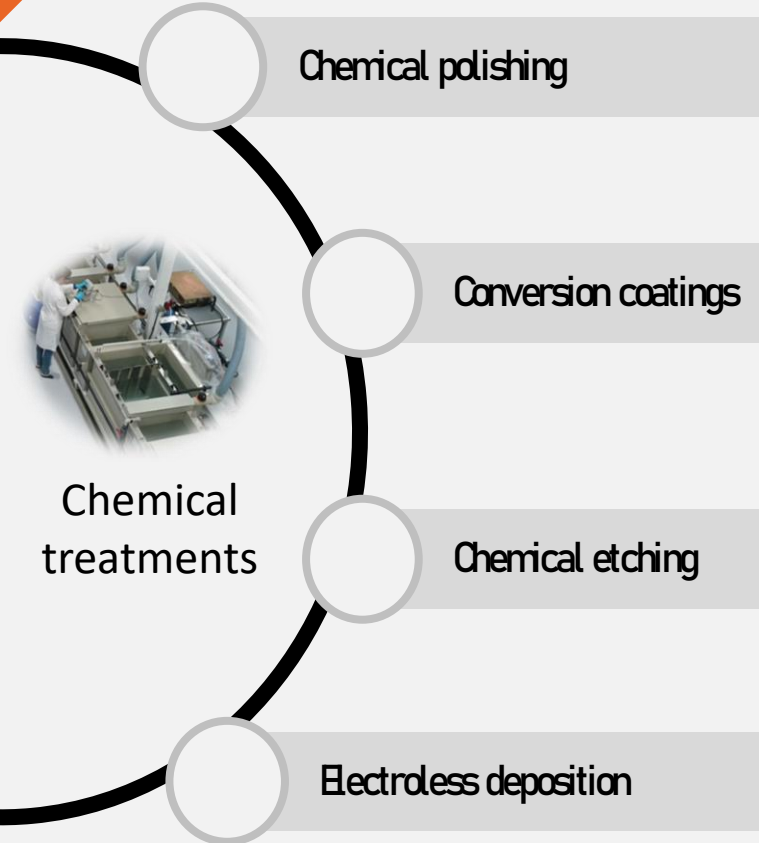 Chemical polishing
Conversion coatings
Chemical
treatments
Chemical etching
Electroless deposition